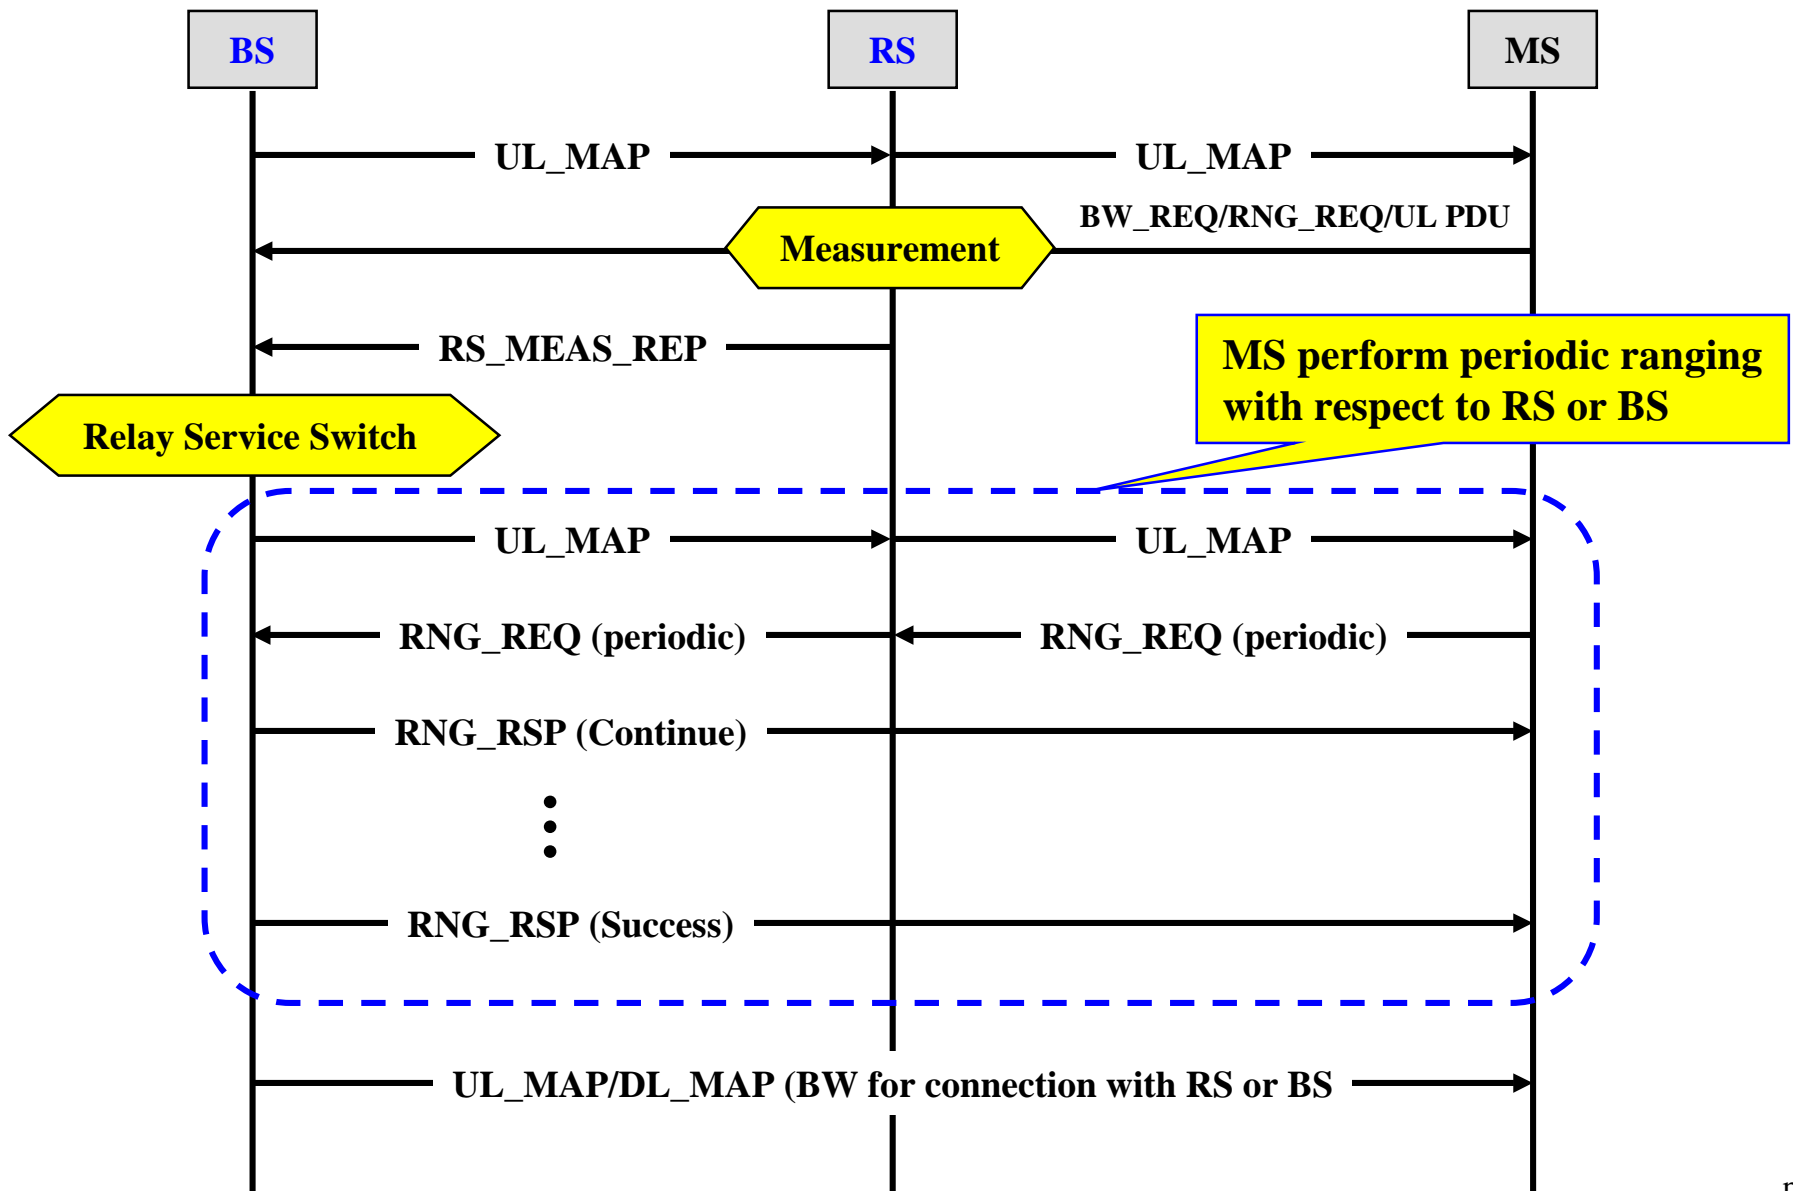 BS
RS
MS
UL_MAP
UL_MAP
BW_REQ/RNG_REQ/UL PDU
Measurement
RS_MEAS_REP
MS perform periodic ranging
with respect to RS or BS
Relay Service Switch
UL_MAP
UL_MAP
RNG_REQ (periodic)
RNG_REQ (periodic)
RNG_RSP (Continue)
RNG_RSP (Success)
UL_MAP/DL_MAP (BW for connection with RS or BS